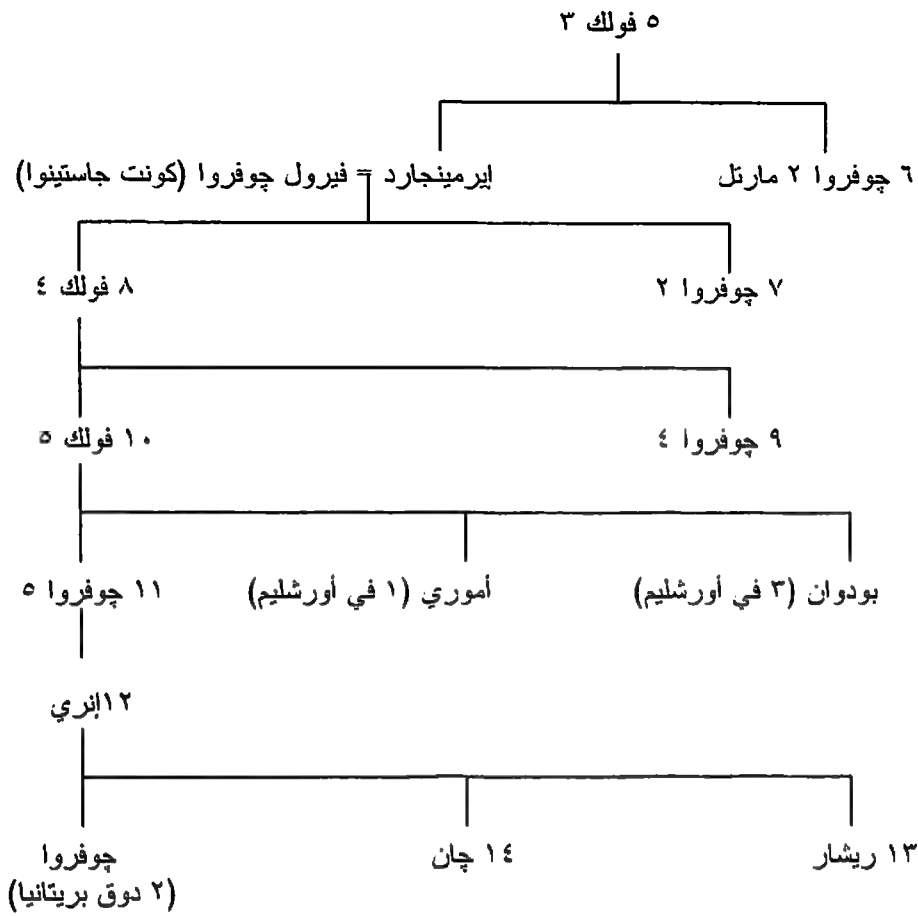 ٥ فولك ٣
٦ چوفروا ٢ مارتل
إيرمينجارد = فيرول چوفروا (كونت جاستينوا)
٧ چوفروا ٢
٨ فولك ٤
٩ چوفروا ٤
١٠ فولك ٥
بودوان (٣ في أورشليم)
أموري (١ في أورشليم)
١١ چوفروا ٥
١٢إنري
١٣ ريشار
١٤ چان
چوفروا
(٢ دوق بريتانيا)